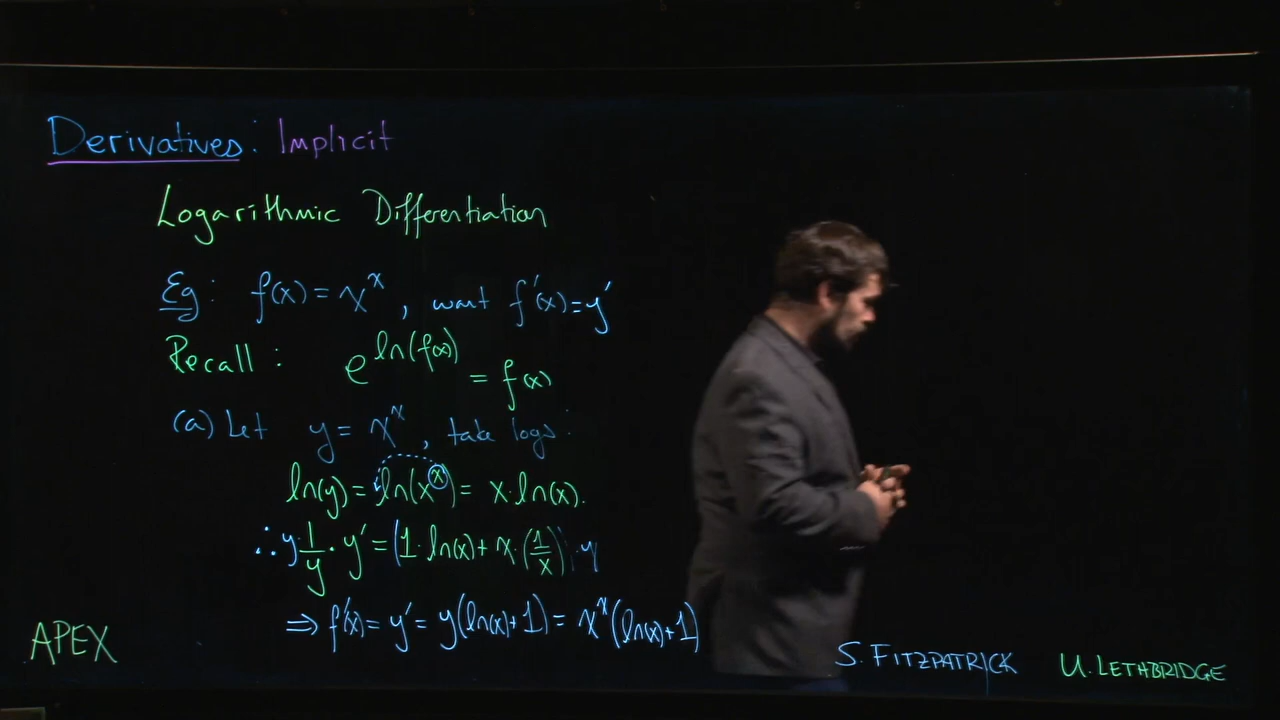 Derivatives: Implicit
Logarithmic Differentiation
Eg: f(x) = x^x, want f'(x) = y'
Recall: e^ln(f(x)) = f(x)
(a) Let y = x^x, take logs:
ln(y) = ln(x^x) = x·ln(x).
∴ y·1/y·y' = (1·ln(x) + x·(1/x))·y
⇒ f'(x) = y' = y(ln(x)+1) = x^x(ln(x)+1)
APEX
S. FITZPATRICK
U. LETHBRIDGE